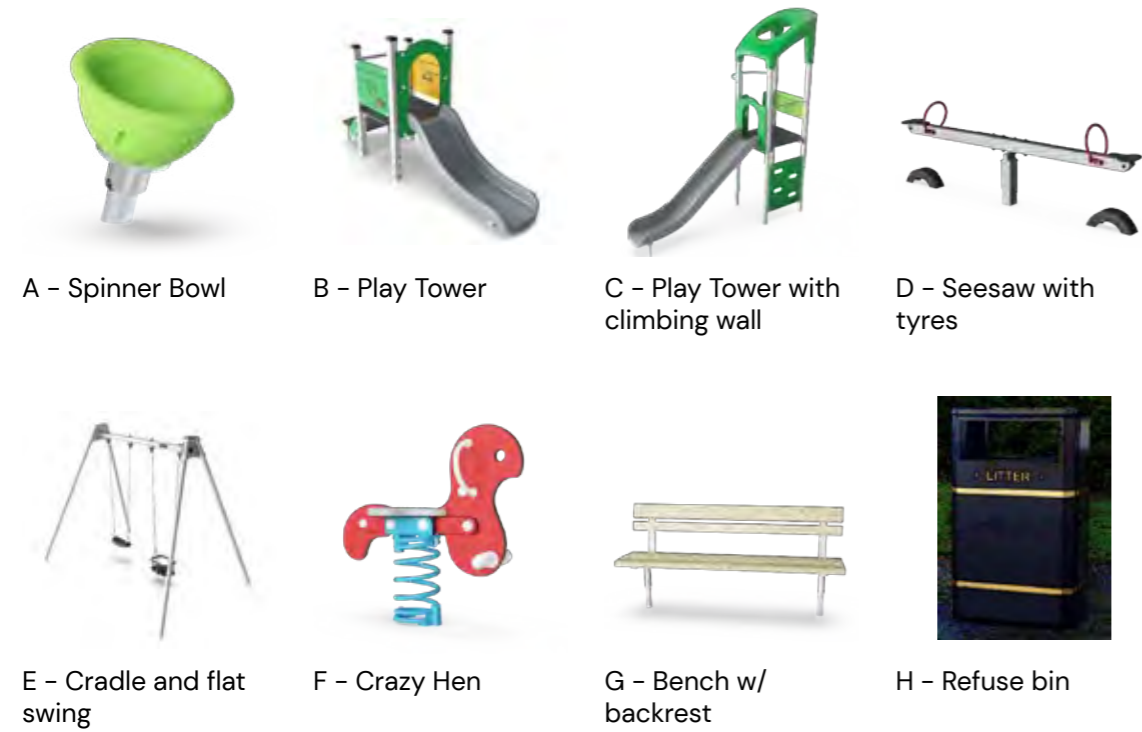 A – Spinner Bowl
B – Play Tower
C – Play Tower with
climbing wall
D – Seesaw with
tyres
LITTER
E – Cradle and flat
swing
F – Crazy Hen
G – Bench w/
backrest
H – Refuse bin